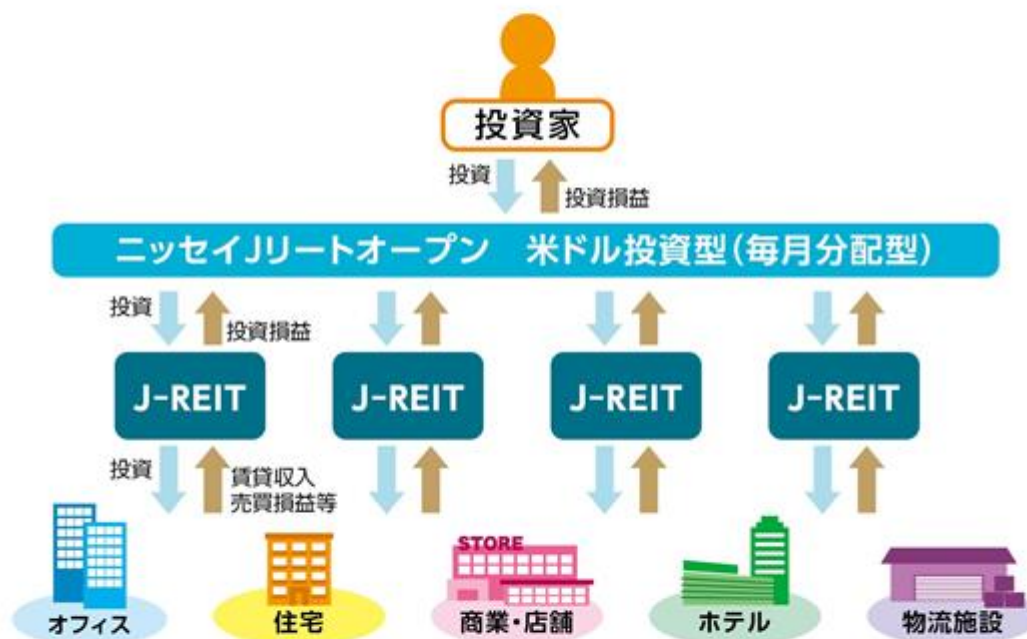 投資家
投資
投資損益
ニッセイJリートオープン 米ドル投資型(毎月分配型)
投資
投資損益
J-REIT
J-REIT
J-REIT
J-REIT
投資
賃貸収入
売買損益等
STORE
オフィス
住宅
商業・店舗
ホテル
物流施設